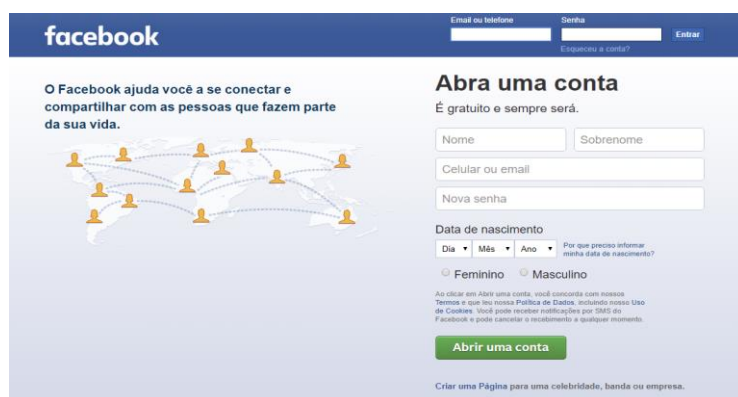 facebook
Email ou telefone
Senha
Entrar
Esqueceu a conta?
O Facebook ajuda você a se conectar e
compartilhar com as pessoas que fazem parte
da sua vida.
Abra uma conta
É gratuito e sempre será.
Nome
Sobrenome
Celular ou email
Nova senha
Data de nascimento
Dia
Mês
Ano
Por que preciso informar
minha data de nascimento?
Feminino
Masculino
Ao clicar em Abrir uma conta, você concorda com nossos
Termos e que leu nossa Política de Dados, incluindo nosso Uso
de Cookies. Você pode receber notificações por SMS do
Facebook e pode cancelar o recebimento a qualquer momento.
Abrir uma conta
Criar uma Página para uma celebridade, banda ou empresa.